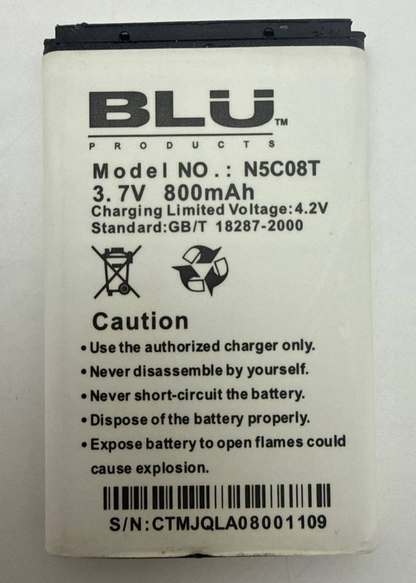 BLU™
PRODUCTS
Model NO.: N5C08T
3.7V 800mAh
Charging Limited Voltage:4.2V
Standard:GB/T 18287-2000
Caution
• Use the authorized charger only.
• Never disassemble by yourself.
• Never short-circuit the battery.
• Dispose of the battery properly.
• Expose battery to open flames could
cause explosion.
S/N:CTMJQLA08001109